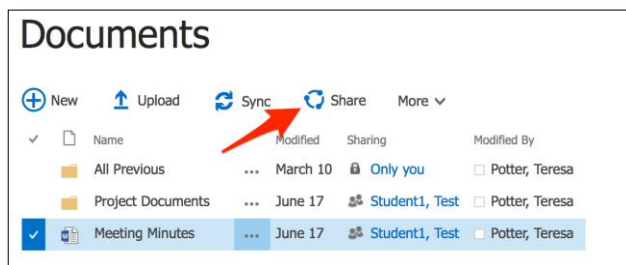 Documents
New Upload Sync Share More
Name Modified Sharing Modified By
All Previous ... March 10 Only you Potter, Teresa
Project Documents ... June 17 Student1, Test Potter, Teresa
Meeting Minutes ... June 17 Student1, Test Potter, Teresa